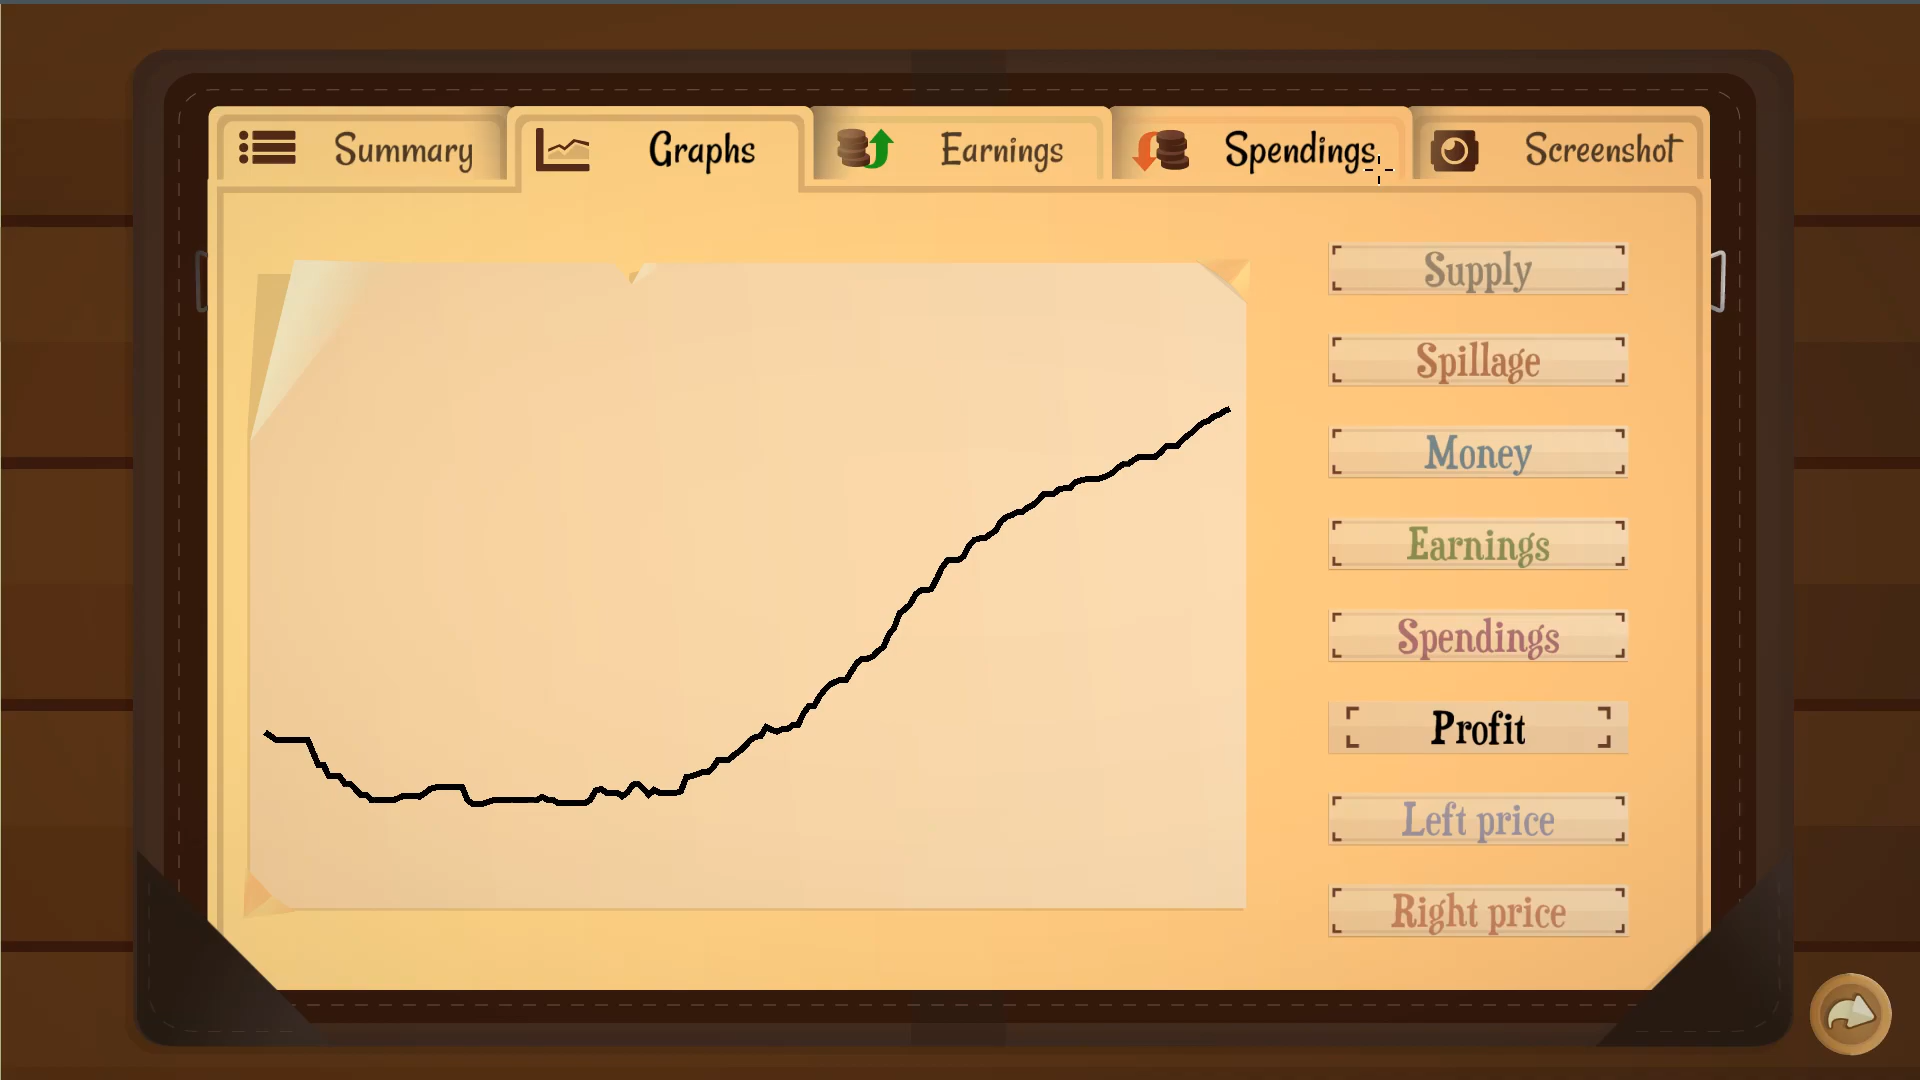 Summary
Graphs
Earnings
Spendings
Screenshot
Supply
Spillage
Money
Earnings
Spendings
Profit
Left price
Right price